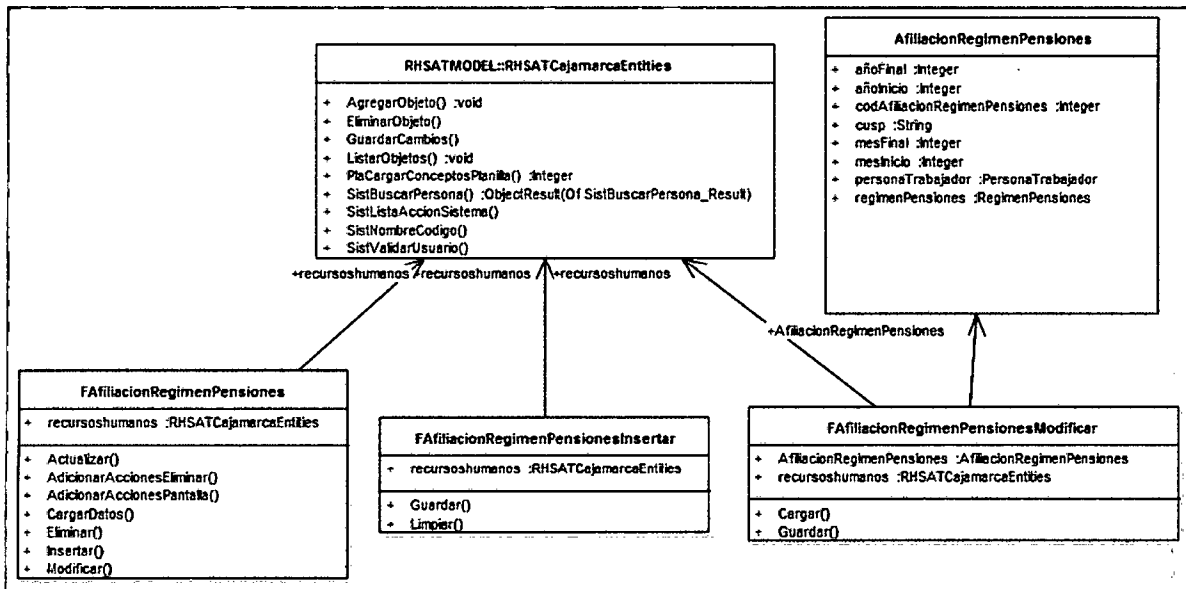 RHSATMODEL::RHSATCajamarcaEntities
+ AgregarObjeto() :void
+ EliminarObjeto()
+ GuardarCambios()
+ ListarObjetos() :void
+ PlaCargarConceptosPlanilla() :Integer
+ SistBuscarPersona() :ObjectResult(Of SistBuscarPersona_Result)
+ SistListaAccionSistema()
+ SistNombreCodigo()
+ SistValidarUsuario()
AfiliacionRegimenPensiones
+ añoFinal :Integer
+ añoInicio :Integer
+ codAfiliacionRegimenPensiones :Integer
+ cusp :String
+ mesFinal :Integer
+ mesInicio :Integer
+ personaTrabajador :PersonaTrabajador
+ regimenPensiones :RegimenPensiones
+recursoshumanos
+recursoshumanos
+recursoshumanos
+AfiliacionRegimenPensiones
FAfiliacionRegimenPensiones
+ recursoshumanos :RHSATCajamarcaEntities
+ Actualizar()
+ AdicionarAccionesEliminar()
+ AdicionarAccionesPantalla()
+ CargarDatos()
+ Eliminar()
+ Insertar()
+ Modificar()
FAfiliacionRegimenPensionesInsertar
+ recursoshumanos :RHSATCajamarcaEntities
+ Guardar()
+ Limpiar()
FAfiliacionRegimenPensionesModificar
+ AfiliacionRegimenPensiones :AfiliacionRegimenPensiones
+ recursoshumanos :RHSATCajamarcaEntities
+ Cargar()
+ Guardar()